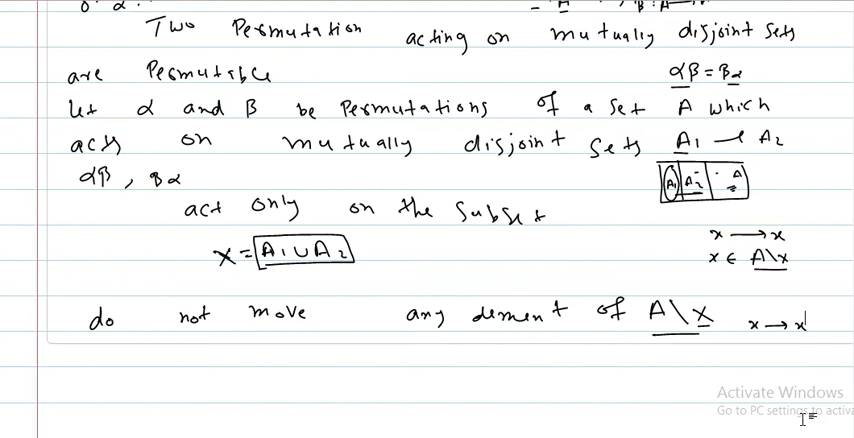 Two Permutation acting on mutually disjoint sets
are Permutable αβ = βα
let α and β be Permutations of a set A which
acts on mutually disjoint sets A1 A2
αβ, βα A1 A2 A
act only on the subset
x → x
X = A1 ∪ A2 x ∈ A\x
do not move any element of A\X x → x
Activate Windows
Go to PC settings to activa